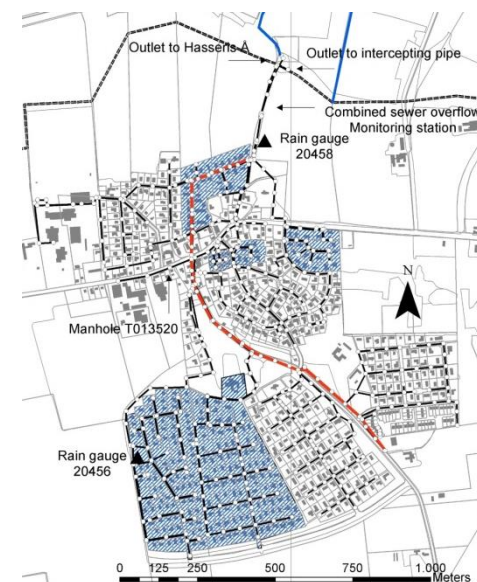 Outlet to Hasseris Å
Outlet to intercepting pipe
Combined sewer overflow
Monitoring station
Rain gauge
20458
N
Manhole T013520
Rain gauge
20456
0 125 250 500 750 1.000
Meters